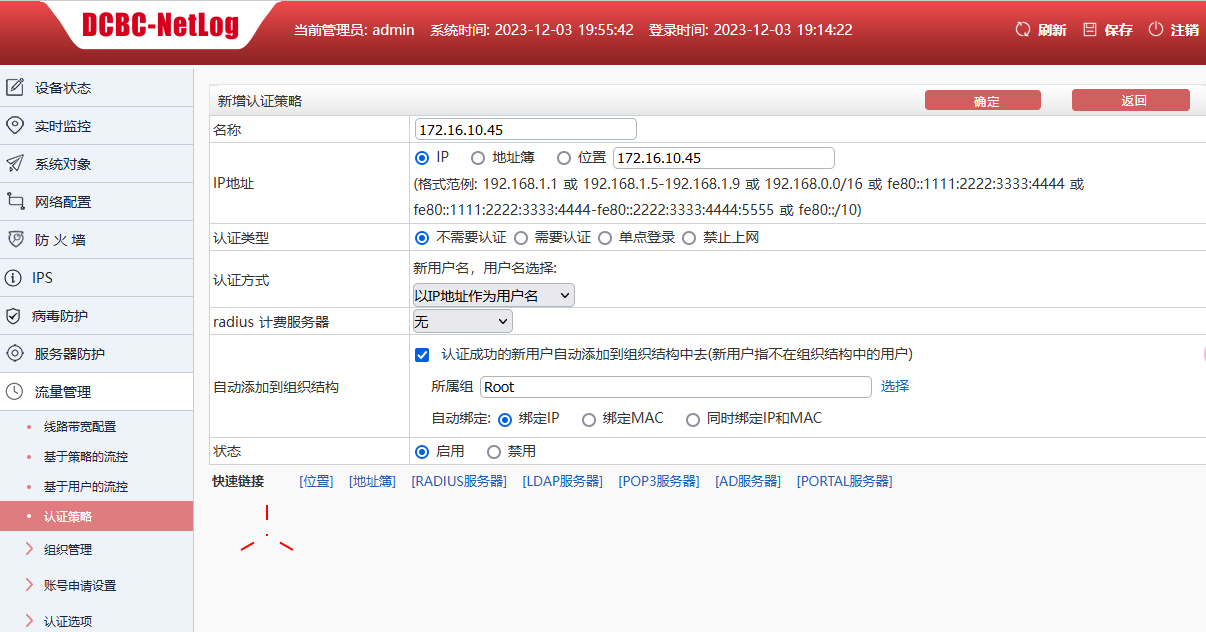 DCBC-NetLog
当前管理员: admin 系统时间: 2023-12-03 19:55:42 登录时间: 2023-12-03 19:14:22
刷新 保存 注销
设备状态
实时监控
系统对象
网络配置
防 火 墙
IPS
病毒防护
服务器防护
流量管理
线路带宽配置
基于策略的流控
基于用户的流控
认证策略
组织管理
账号申请设置
认证选项
新增认证策略 确定 返回
名称 172.16.10.45
IP地址 IP 地址簿 位置 172.16.10.45
(格式范例: 192.168.1.1 或 192.168.1.5-192.168.1.9 或 192.168.0.0/16 或 fe80::1111:2222:3333:4444 或
fe80::1111:2222:3333:4444-fe80::2222:3333:4444:5555 或 fe80::/10)
认证类型 不需要认证 需要认证 单点登录 禁止上网
认证方式 新用户名，用户名选择:
以IP地址作为用户名
radius 计费服务器 无
自动添加到组织结构 认证成功的新用户自动添加到组织结构中去(新用户指不在组织结构中的用户)
所属组 Root 选择
自动绑定: 绑定IP 绑定MAC 同时绑定IP和MAC
状态 启用 禁用
快速链接 [位置] [地址簿] [RADIUS服务器] [LDAP服务器] [POP3服务器] [AD服务器] [PORTAL服务器]